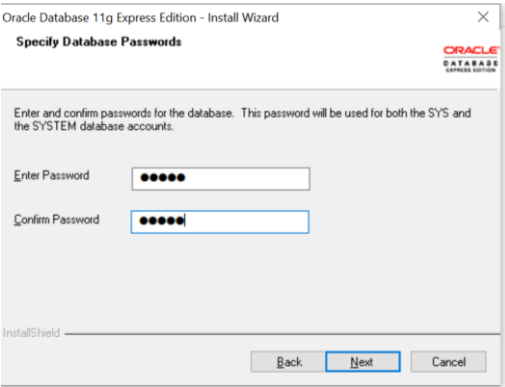 Oracle Database 11g Express Edition - Install Wizard
Specify Database Passwords
ORACLE
DATABASE
EXPRESS EDITION
Enter and confirm passwords for the database. This password will be used for both the SYS and
the SYSTEM database accounts.
Enter Password ●●●●●
Confirm Password ●●●●●
InstallShield
Back Next Cancel